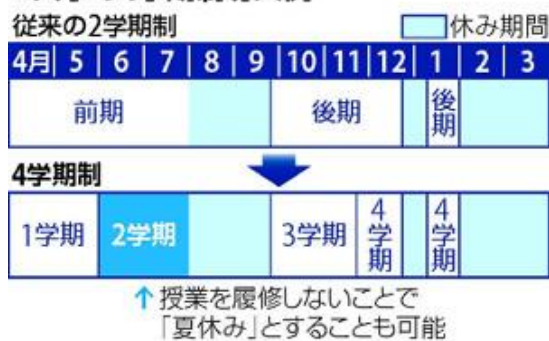 従来の2学期制
休み期間
4月 5 6 7 8 9 10 11 12 1 2 3
前期 後期 後期
4学期制
1学期 2学期 3学期 4学期 4学期
↑授業を履修しないことで
「夏休み」とすることも可能